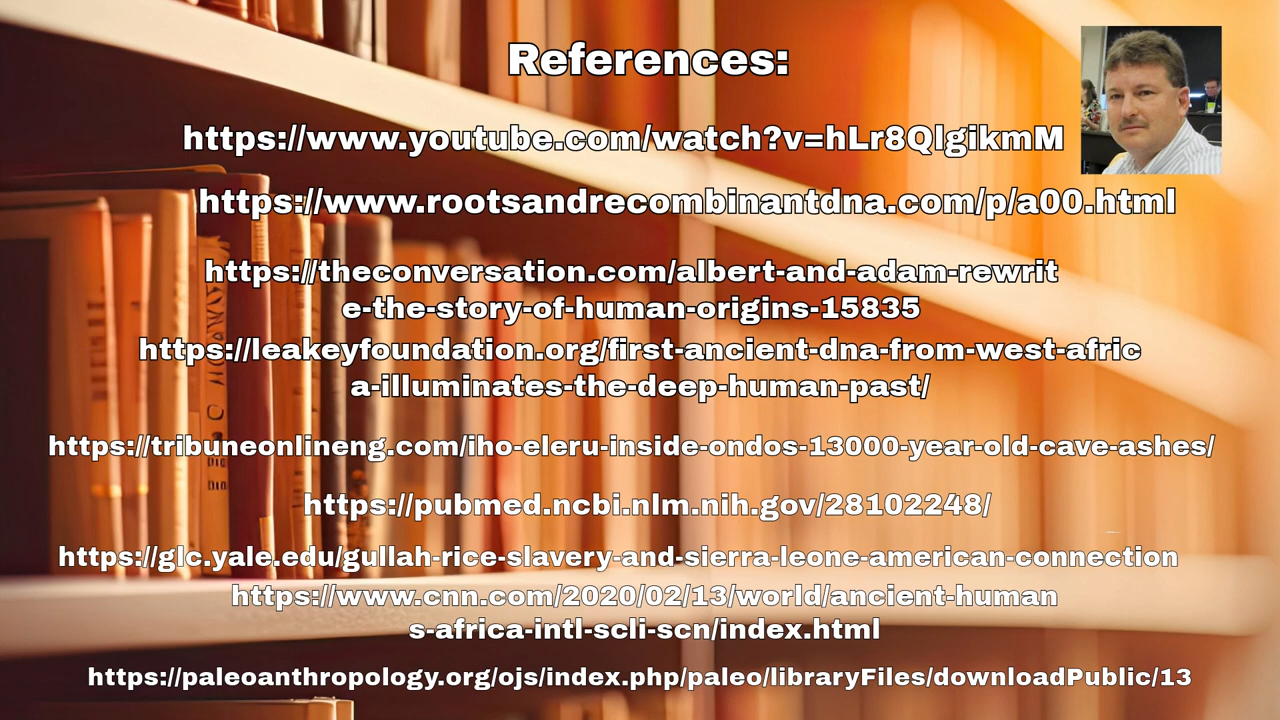 References:
https://www.youtube.com/watch?v=hLr8QlgikmM
https://www.rootsandrecombinantdna.com/p/a00.html
https://theconversation.com/albert-and-adam-rewrit
e-the-story-of-human-origins-15835
https://leakeyfoundation.org/first-ancient-dna-from-west-afric
a-illuminates-the-deep-human-past/
https://tribuneonlineng.com/iho-eleru-inside-ondos-13000-year-old-cave-ashes/
https://pubmed.ncbi.nlm.nih.gov/28102248/
https://glc.yale.edu/gullah-rice-slavery-and-sierra-leone-american-connection
https://www.cnn.com/2020/02/13/world/ancient-human
s-africa-intl-scli-scn/index.html
https://paleoanthropology.org/ojs/index.php/paleo/libraryFiles/downloadPublic/13